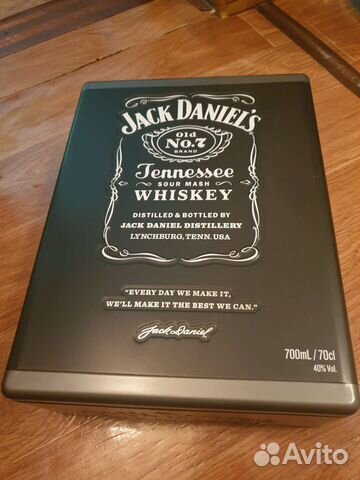 JACK DANIEL'S
Old
No.7
BRAND
Tennessee
SOUR MASH
WHISKEY
DISTILLED & BOTTLED BY
JACK DANIEL DISTILLERY
LYNCHBURG, TENN. USA
"EVERY DAY WE MAKE IT,
WE'LL MAKE IT THE BEST WE CAN."
Jack Daniel
700mL / 70cl
40% Vol.
Avito